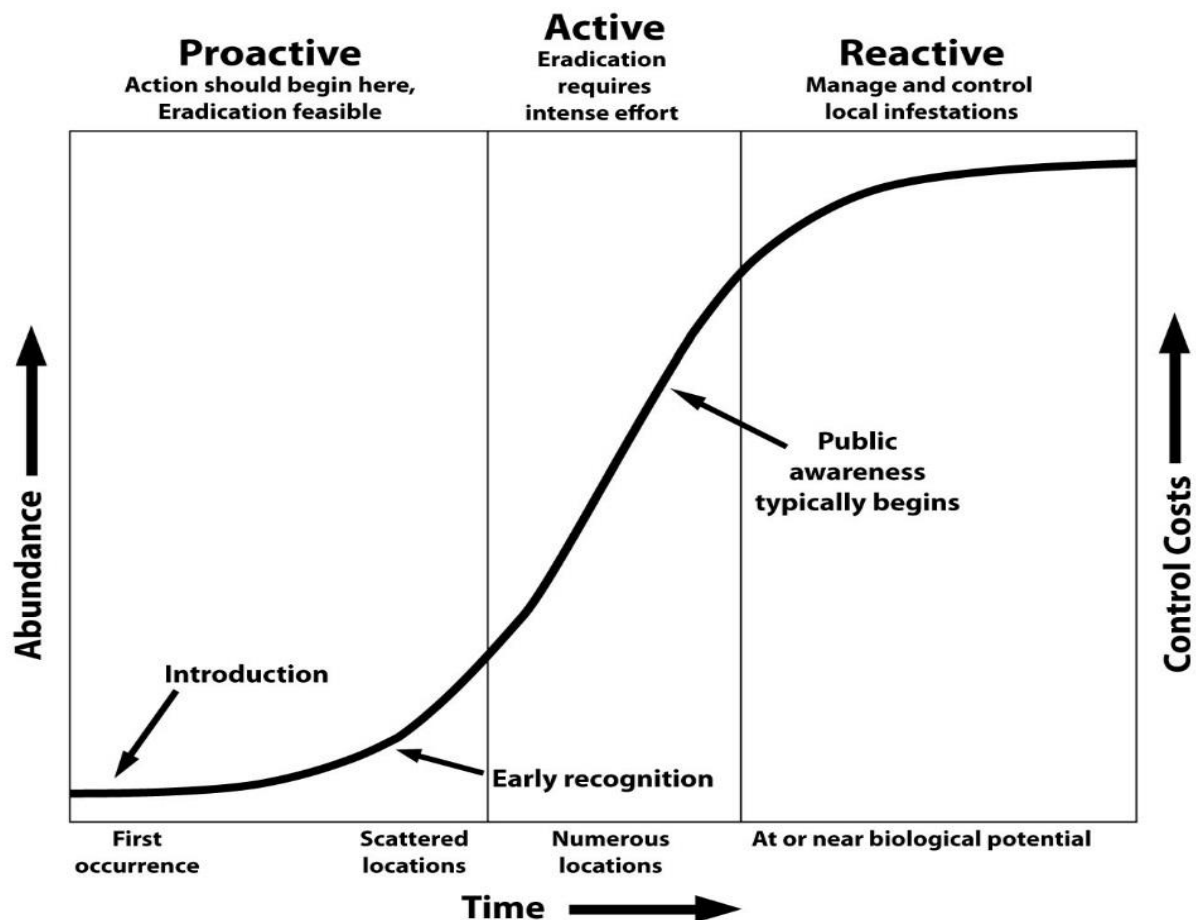 Proactive
Action should begin here,
Eradication feasible
Active
Eradication
requires
intense effort
Reactive
Manage and control
local infestations
Abundance
Control Costs
Public
awareness
typically begins
Introduction
Early recognition
First
occurrence
Scattered
locations
Numerous
locations
At or near biological potential
Time